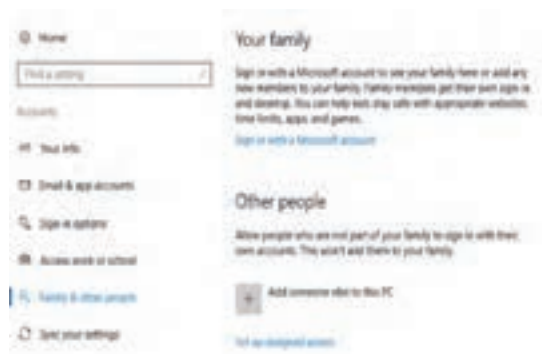 Home
Find a setting
Accounts
Your info
Email & app accounts
Sign-in options
Access work or school
Family & other people
Sync your settings
Your family
Sign in with a Microsoft account to see your family here or add any
new members to your family. Family members get their own sign-in
and desktop. You can help kids stay safe with appropriate websites,
time limits, apps, and games.
Sign in with a Microsoft account
Other people
Allow people who are not part of your family to sign in with their
own accounts. This won't add them to your family.
Add someone else to this PC
Set up assigned access